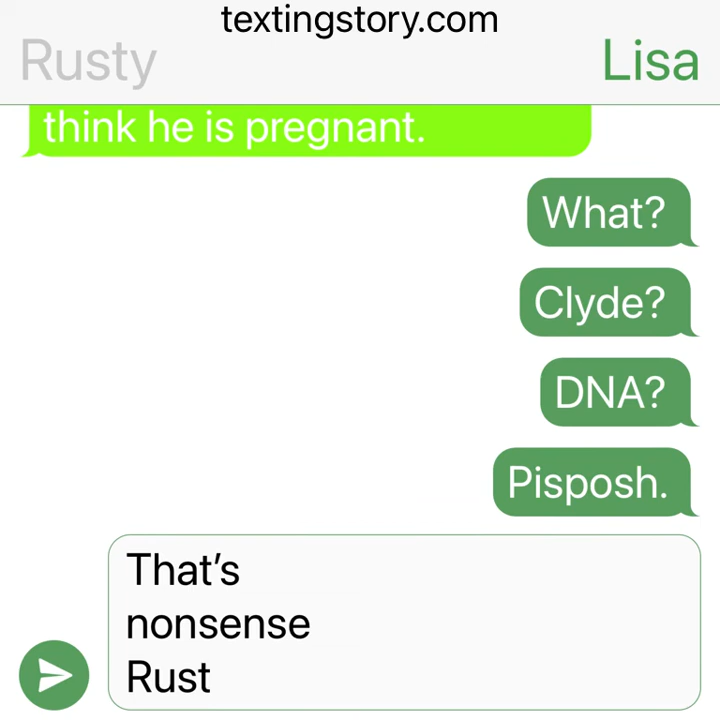 textingstory.com
Rusty
Lisa
think he is pregnant.
What?
Clyde?
DNA?
Pisposh.
That’s
nonsense
Rust